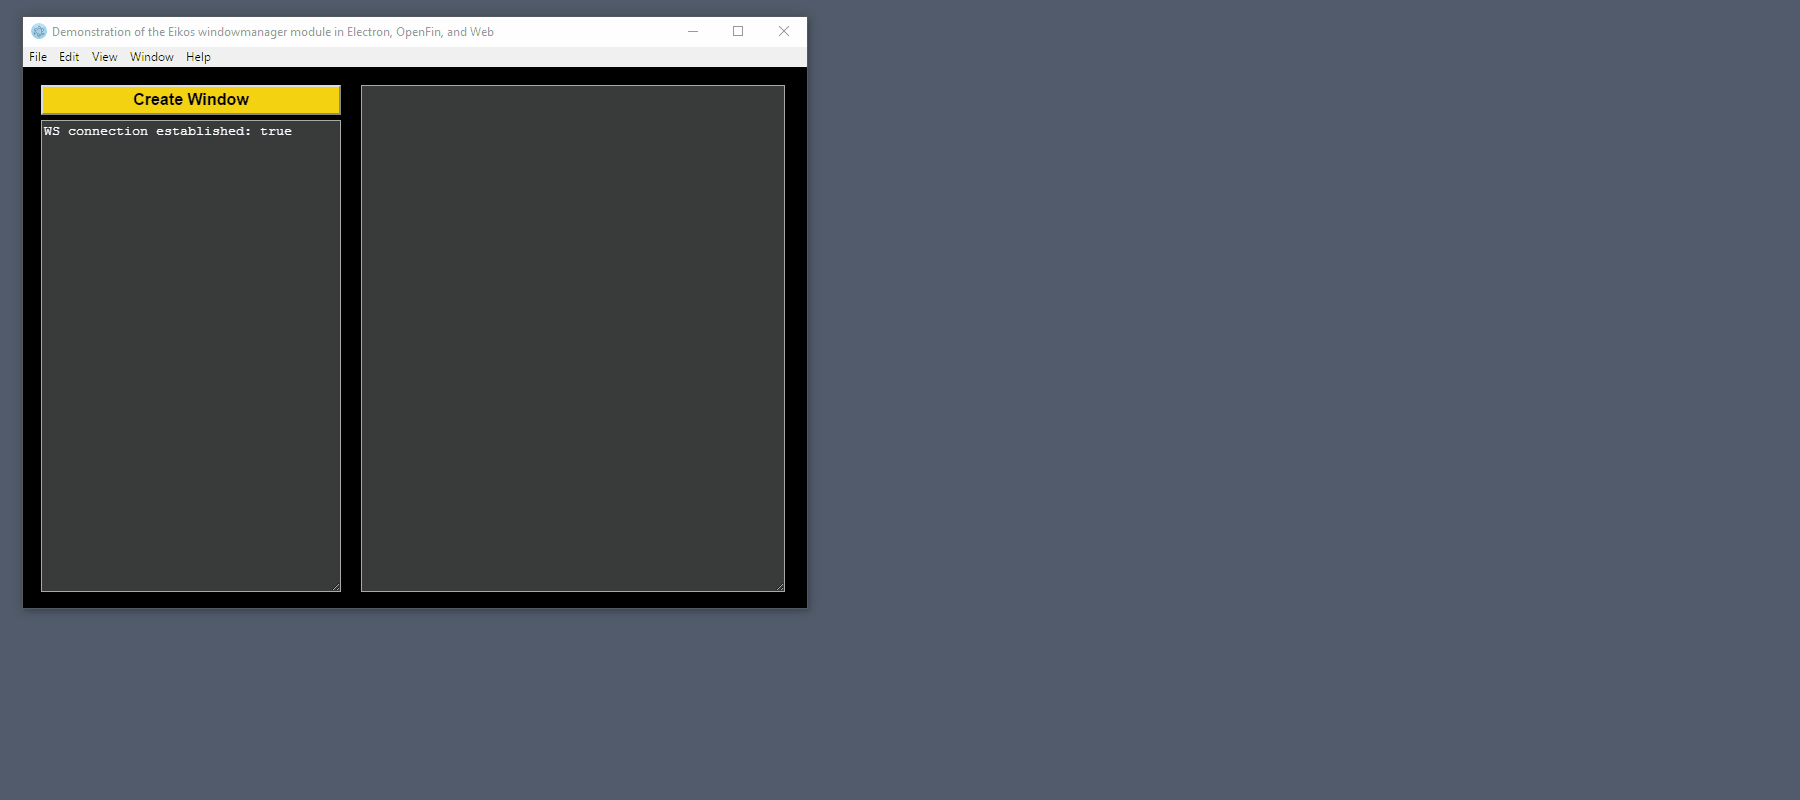 Demonstration of the Eikos windowmanager module in Electron, OpenFin, and Web
File Edit View Window Help
Create Window
WS connection established: true